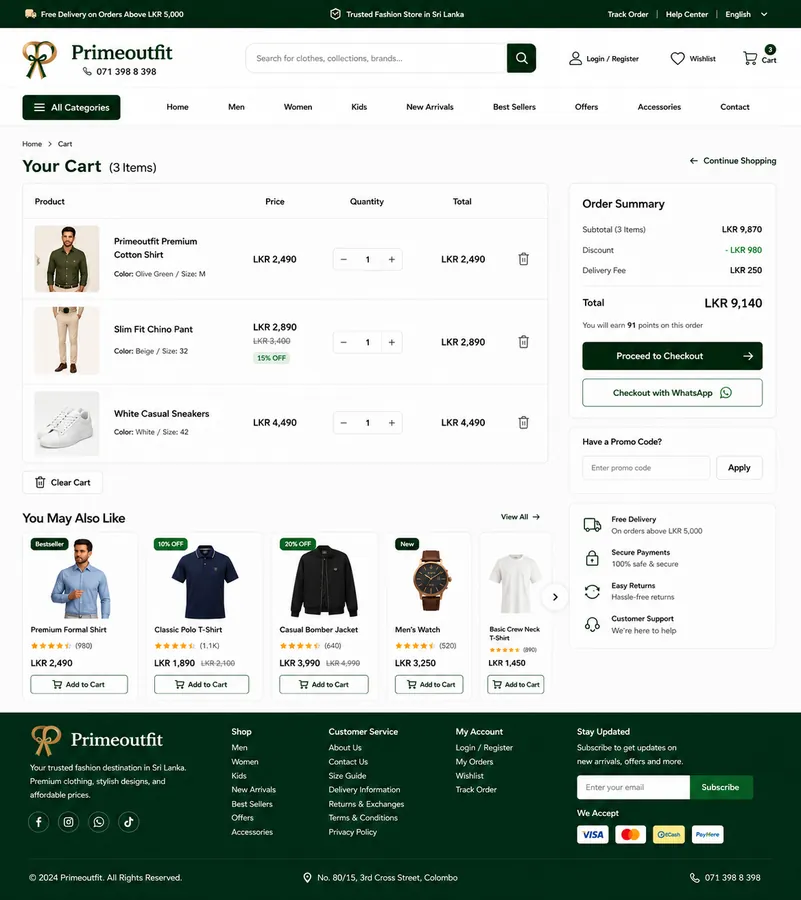 Free Delivery on Orders Above LKR 5,000
Trusted Fashion Store in Sri Lanka
Track Order | Help Center | English
Primeoutfit
071 398 8 398
Search for clothes, collections, brands...
Login / Register
Wishlist
3
Cart
All Categories
Home
Men
Women
Kids
New Arrivals
Best Sellers
Offers
Accessories
Contact
Home > Cart
Your Cart (3 Items)
Continue Shopping
Product Price Quantity Total
Primeoutfit Premium
Cotton Shirt
Color: Olive Green / Size: M
LKR 2,490
− 1 +
LKR 2,490
Slim Fit Chino Pant
Color: Beige / Size: 32
LKR 2,890
LKR 3,400
15% OFF
− 1 +
LKR 2,890
White Casual Sneakers
Color: White / Size: 42
LKR 4,490
− 1 +
LKR 4,490
Clear Cart
Order Summary
Subtotal (3 Items) LKR 9,870
Discount - LKR 980
Delivery Fee LKR 250
Total LKR 9,140
You will earn 91 points on this order
Proceed to Checkout
Checkout with WhatsApp
Have a Promo Code?
Enter promo code
Apply
Free Delivery
On orders above LKR 5,000
Secure Payments
100% safe & secure
Easy Returns
Hassle-free returns
Customer Support
We're here to help
You May Also Like
View All
Bestseller
Premium Formal Shirt
(980)
LKR 2,490
Add to Cart
10% OFF
Classic Polo T-Shirt
(1.1K)
LKR 1,890 LKR 2,100
Add to Cart
20% OFF
Casual Bomber Jacket
(640)
LKR 3,990 LKR 4,990
Add to Cart
New
Men's Watch
(520)
LKR 3,250
Add to Cart
Basic Crew Neck
T-Shirt
(890)
LKR 1,450
Add to Cart
Primeoutfit
Your trusted fashion destination in Sri Lanka.
Premium clothing, stylish designs, and
affordable prices.
Shop
Men
Women
Kids
New Arrivals
Best Sellers
Offers
Accessories
Customer Service
About Us
Contact Us
Size Guide
Delivery Information
Returns & Exchanges
Terms & Conditions
Privacy Policy
My Account
Login / Register
My Orders
Wishlist
Track Order
Stay Updated
Subscribe to get updates on
new arrivals, offers and more.
Enter your email
Subscribe
We Accept
VISA
mastercard
eZCash
PayHere
© 2024 Primeoutfit. All Rights Reserved.
No. 80/15, 3rd Cross Street, Colombo
071 398 8 398